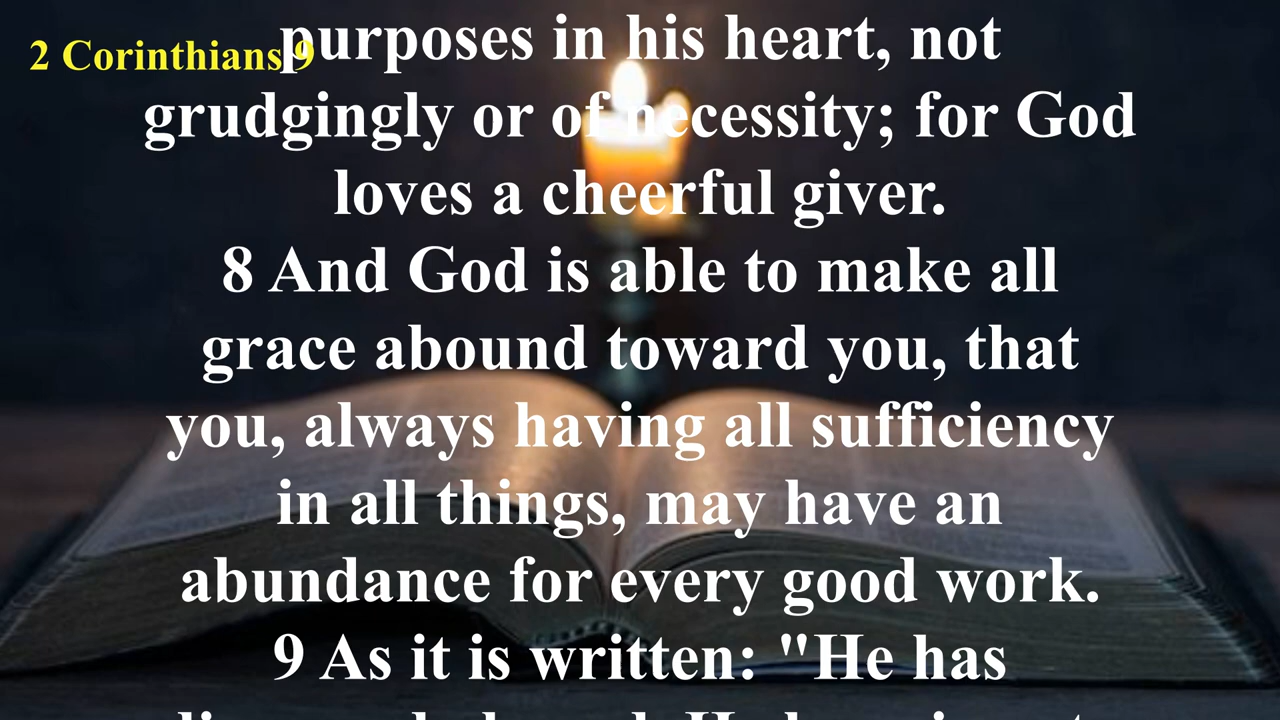 2 Corinthians 9
purposes in his heart, not
grudgingly or of necessity; for God
loves a cheerful giver.
8 And God is able to make all
grace abound toward you, that
you, always having all sufficiency
in all things, may have an
abundance for every good work.
9 As it is written: "He has